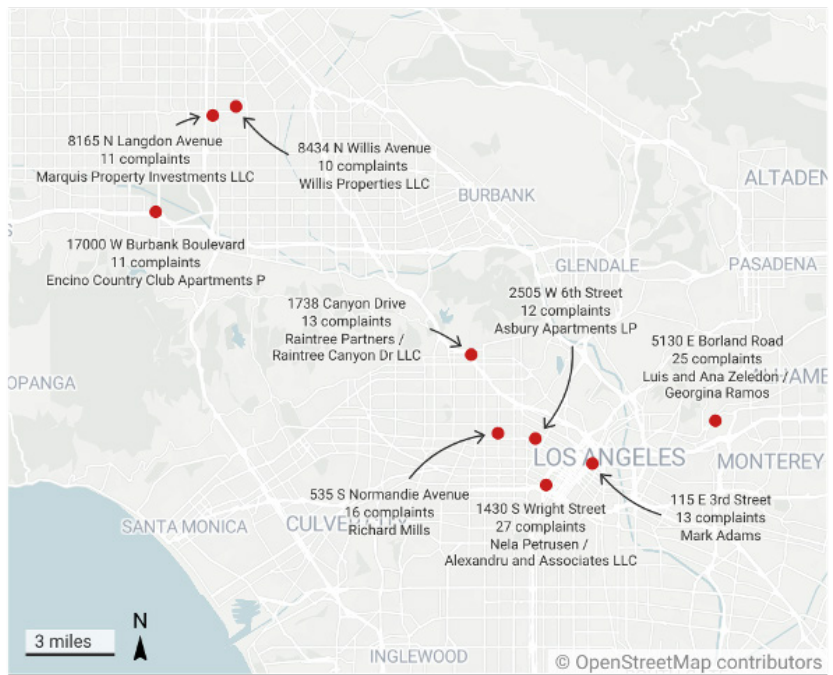 8165 N Langdon Avenue
11 complaints
Marquis Property Investments LLC
8434 N Willis Avenue
10 complaints
Willis Properties LLC
BURBANK
ALTADEN
17000 W Burbank Boulevard
11 complaints
Encino Country Club Apartments P
S
GLENDALE
PASADENA
1738 Canyon Drive
13 complaints
Raintree Partners /
Raintree Canyon Dr LLC
2505 W 6th Street
12 complaints
Asbury Apartments LP
5130 E Borland Road
25 complaints
Luis and Ana Zeledon /
Georgina Ramos
OPANGA
HAME
LOS ANGELES
MONTEREY
535 S Normandie Avenue
16 complaints
Richard Mills
1430 S Wright Street
27 complaints
Nela Petrusen /
Alexandru and Associates LLC
115 E 3rd Street
13 complaints
Mark Adams
SANTA MONICA
CULVER CITY
N
3 miles
INGLEWOOD
© OpenStreetMap contributors